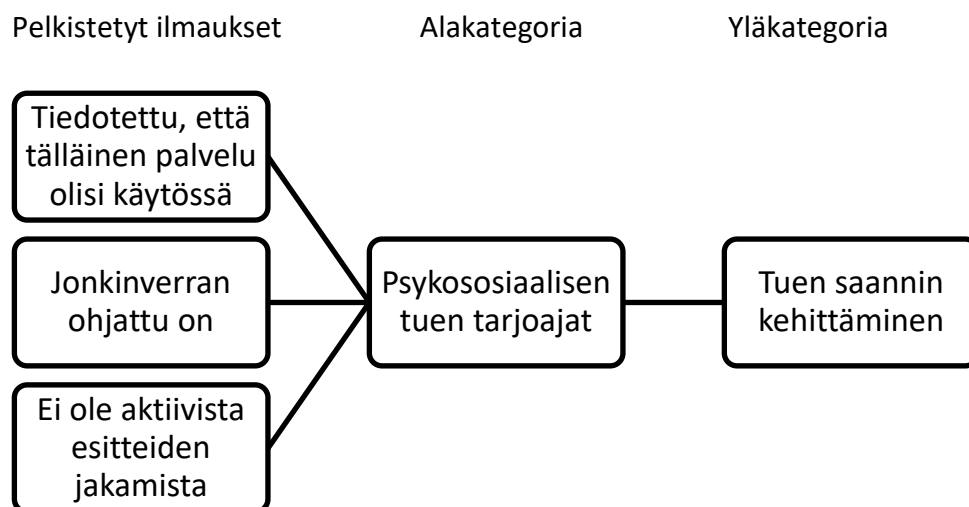 Pelkistetyt ilmaukset
Alakategoria
Yläkategoria
Tiedotettu, että
tälläinen palvelu
olisi käytössä
Jonkinverran
ohjattu on
Ei ole aktiivista
esitteiden
jakamista
Psykososiaalisen
tuen tarjoajat
Tuen saannin
kehittäminen